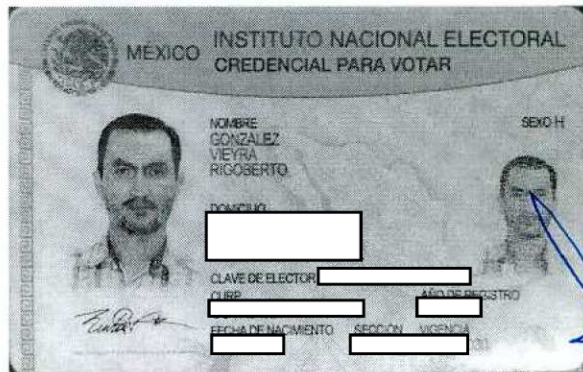 MÉXICO INSTITUTO NACIONAL ELECTORAL
CREDENCIAL PARA VOTAR
NOMBRE SEXO H
GONZALEZ
VIEYRA
RIGOBERTO
DOMICILIO
CLAVE DE ELECTOR
CURP AÑO DE REGISTRO
FECHA DE NACIMIENTO SECCION VIGENCIA